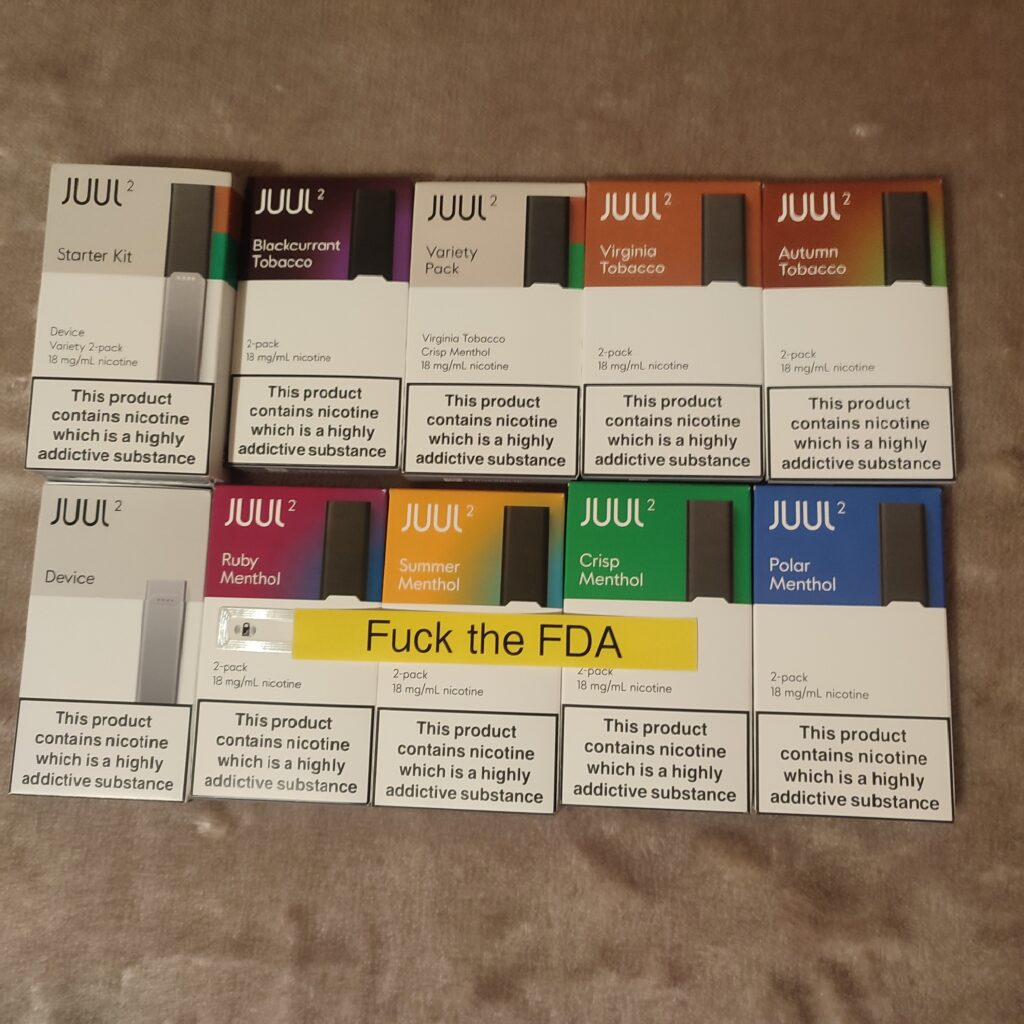 JUUL2
Starter Kit
Device
Variety 2-pack
18 mg/mL nicotine
This product
contains nicotine
which is a highly
addictive substance
JUUL2
Blackcurrant
Tobacco
2-pack
18 mg/mL nicotine
This product
contains nicotine
which is a highly
addictive substance
JUUL2
Variety
Pack
Virginia Tobacco
Crisp Menthol
18 mg/mL nicotine
This product
contains nicotine
which is a highly
addictive substance
JUUL2
Virginia
Tobacco
2-pack
18 mg/mL nicotine
This product
contains nicotine
which is a highly
addictive substance
JUUL2
Autumn
Tobacco
2-pack
18 mg/mL nicotine
This product
contains nicotine
which is a highly
addictive substance
JUUL2
Device
This product
contains nicotine
which is a highly
addictive substance
JUUL2
Ruby
Menthol
2-pack
18 mg/mL nicotine
This product
contains nicotine
which is a highly
addictive substance
JUUL2
Summer
Menthol
2-pack
18 mg/mL nicotine
This product
contains nicotine
which is a highly
addictive substance
JUUL2
Crisp
Menthol
2-pack
18 mg/mL nicotine
This product
contains nicotine
which is a highly
addictive substance
JUUL2
Polar
Menthol
2-pack
18 mg/mL nicotine
This product
contains nicotine
which is a highly
addictive substance
Fuck the FDA